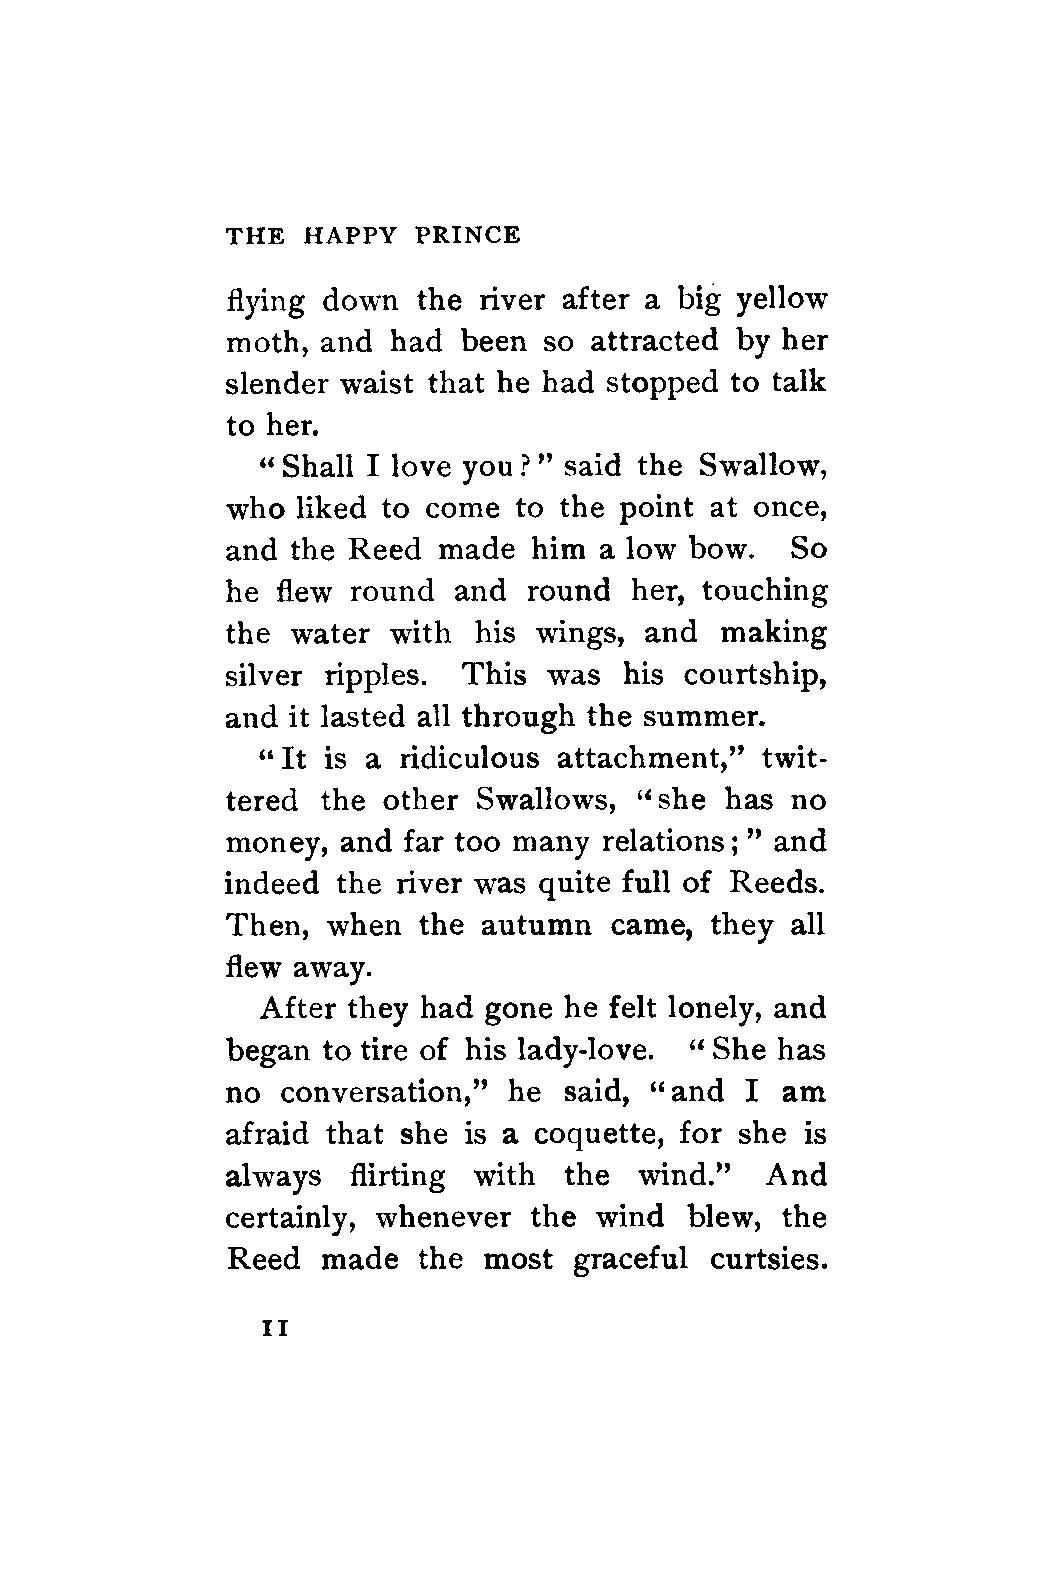 THE HAPPY PRINCE
flying down the river after a big yellow
moth, and had been so attracted by her
slender waist that he had stopped to talk
to her.
“Shall I love you?” said the Swallow,
who liked to come to the point at once,
and the Reed made him a low bow. So
he flew round and round her, touching
the water with his wings, and making
silver ripples. This was his courtship,
and it lasted all through the summer.
“It is a ridiculous attachment,” twit-
tered the other Swallows, “she has no
money, and far too many relations;” and
indeed the river was quite full of Reeds.
Then, when the autumn came, they all
flew away.
After they had gone he felt lonely, and
began to tire of his lady-love. “She has
no conversation,” he said, “and I am
afraid that she is a coquette, for she is
always flirting with the wind.” And
certainly, whenever the wind blew, the
Reed made the most graceful curtsies.
11